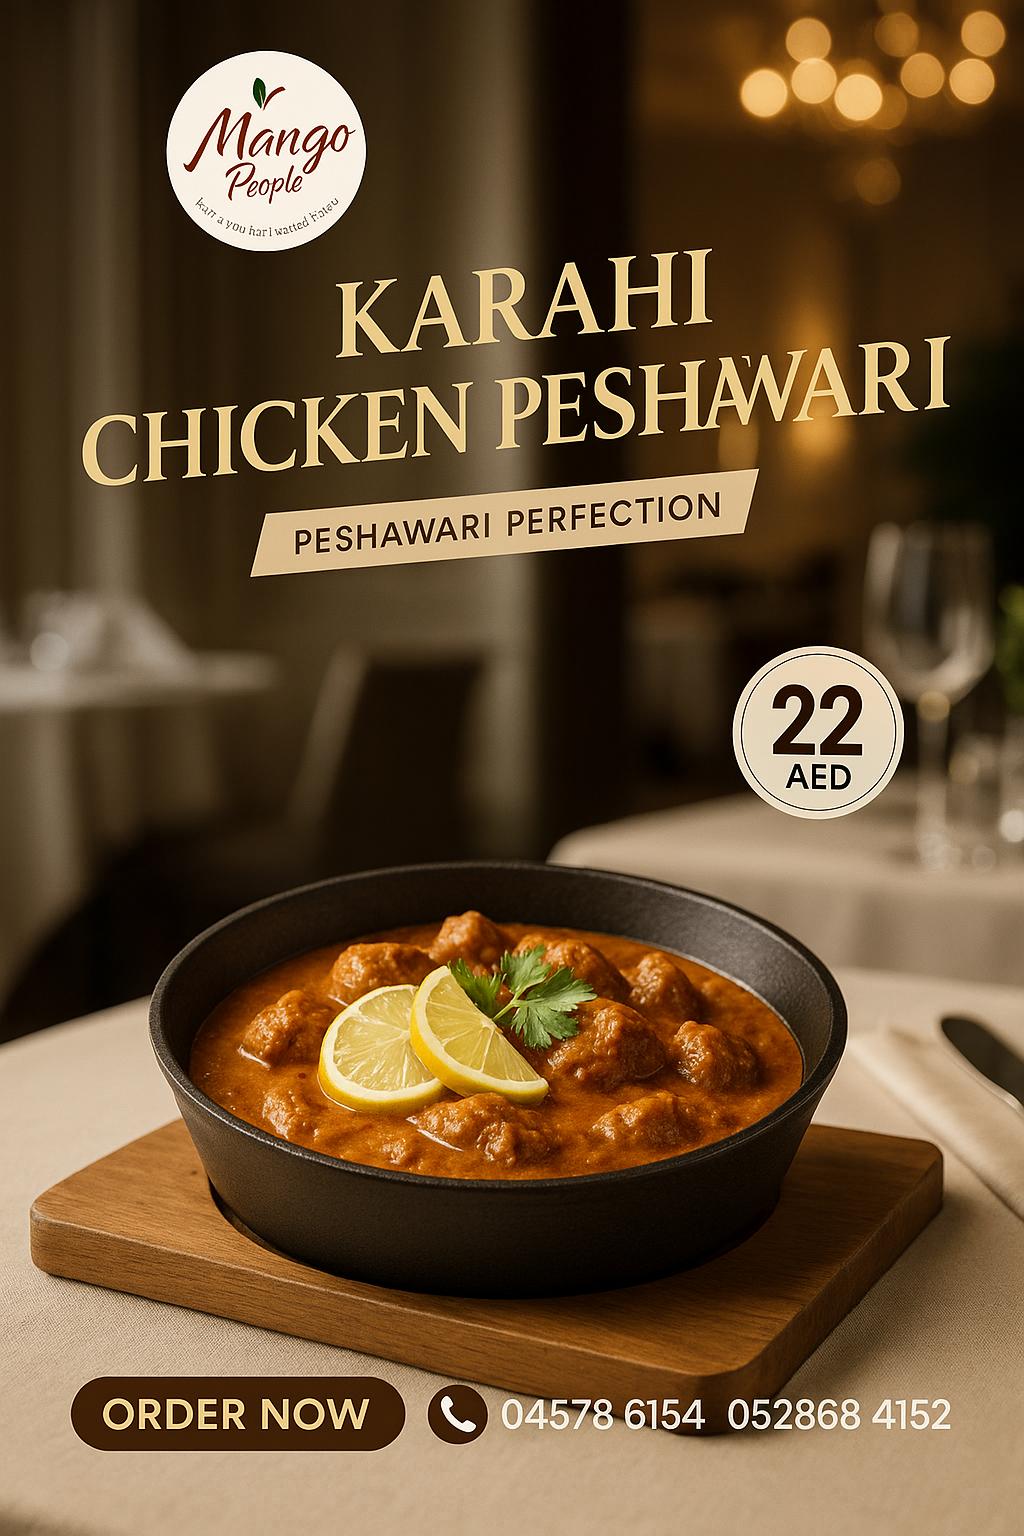 Mango
People
KARAHI
CHICKEN PESHAWARI
PESHAWARI PERFECTION
22
AED
ORDER NOW
04578 6154 052868 4152